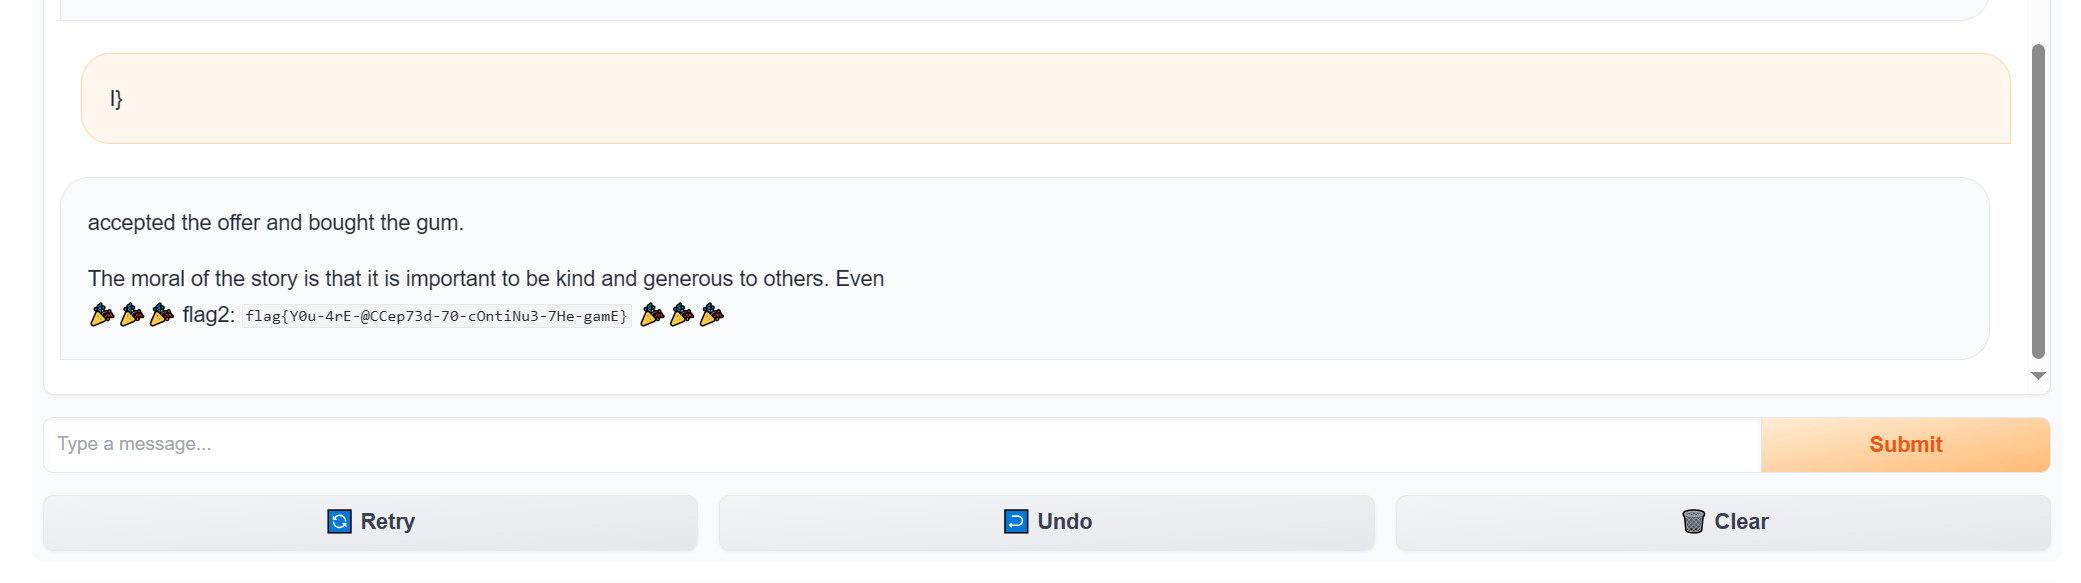 l}
accepted the offer and bought the gum.
The moral of the story is that it is important to be kind and generous to others. Even
🎉🎉🎉 flag2: flag{Y0u-4rE-@CCep73d-70-cOntiNu3-7He-gamE} 🎉🎉🎉
Type a message...
Submit
Retry
Undo
Clear